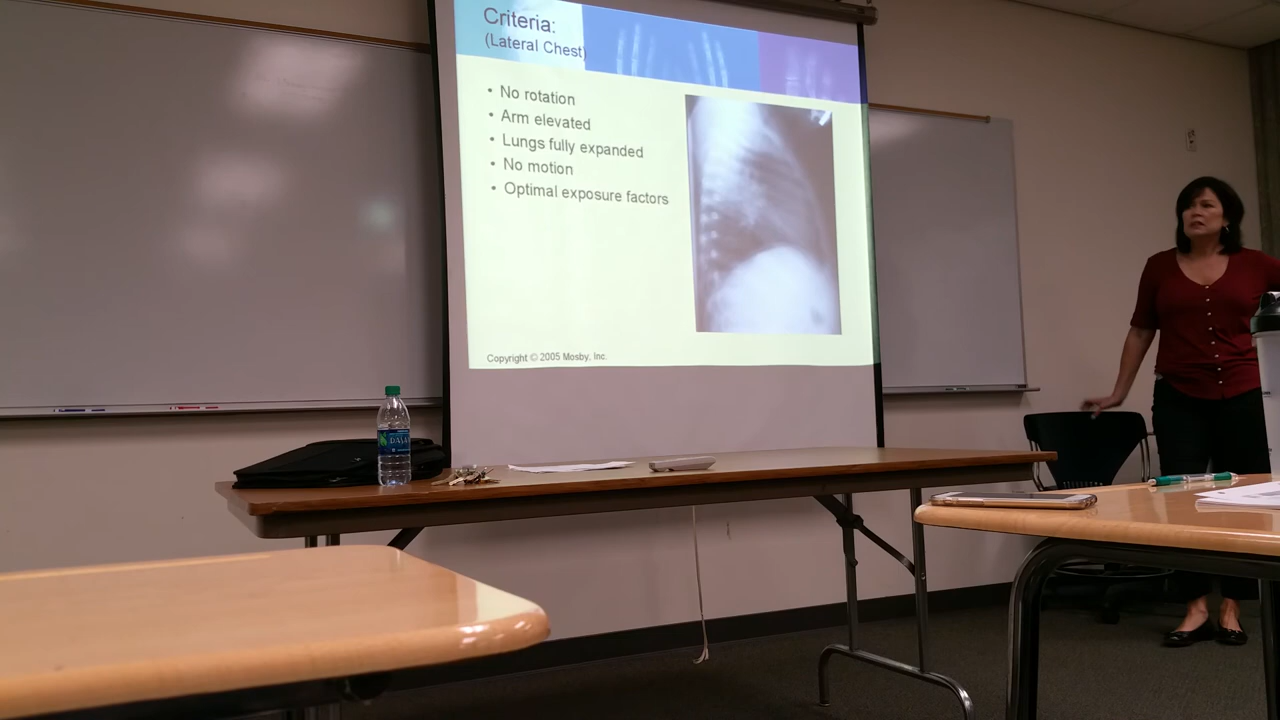 Criteria:
(Lateral Chest)
• No rotation
• Arm elevated
• Lungs fully expanded
• No motion
• Optimal exposure factors
Copyright © 2005 Mosby, Inc.
DASANI